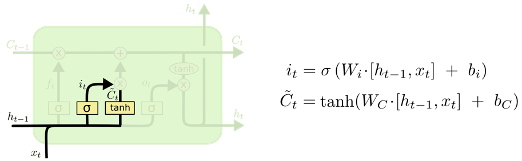 h_t
C_{t-1}
C_t
tanh
f_t
i_t
C̃_t
o_t
σ
σ
tanh
σ
h_{t-1}
h_t
x_t
i_t = σ (W_i·[h_{t-1}, x_t] + b_i)
C̃_t = tanh(W_C·[h_{t-1}, x_t] + b_C)